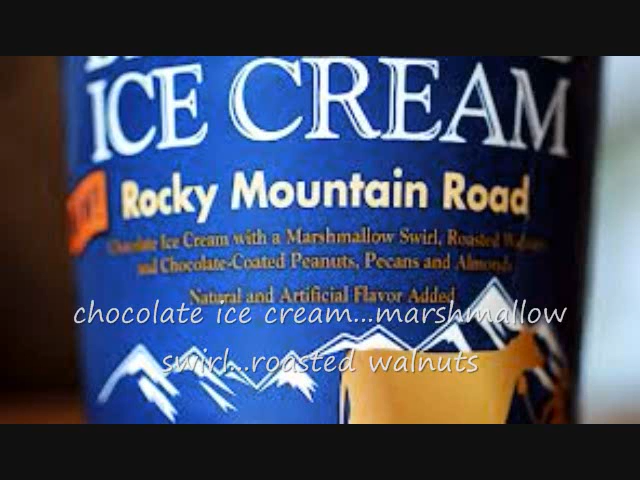 ICE CREAM
Rocky Mountain Road
Chocolate Ice Cream with a Marshmallow Swirl, Roasted Walnuts
and Chocolate-Coated Peanuts, Pecans and Almonds
Natural and Artificial Flavor Added
chocolate ice cream...marshmallow
swirl...roasted walnuts